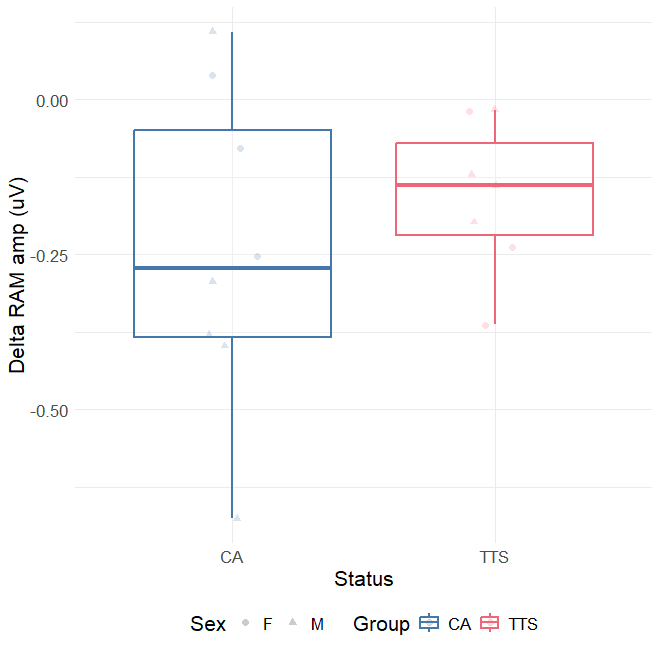 Delta RAM amp (uV)
0.00
-0.25
-0.50
CA TTS
Status
Sex F M Group CA TTS